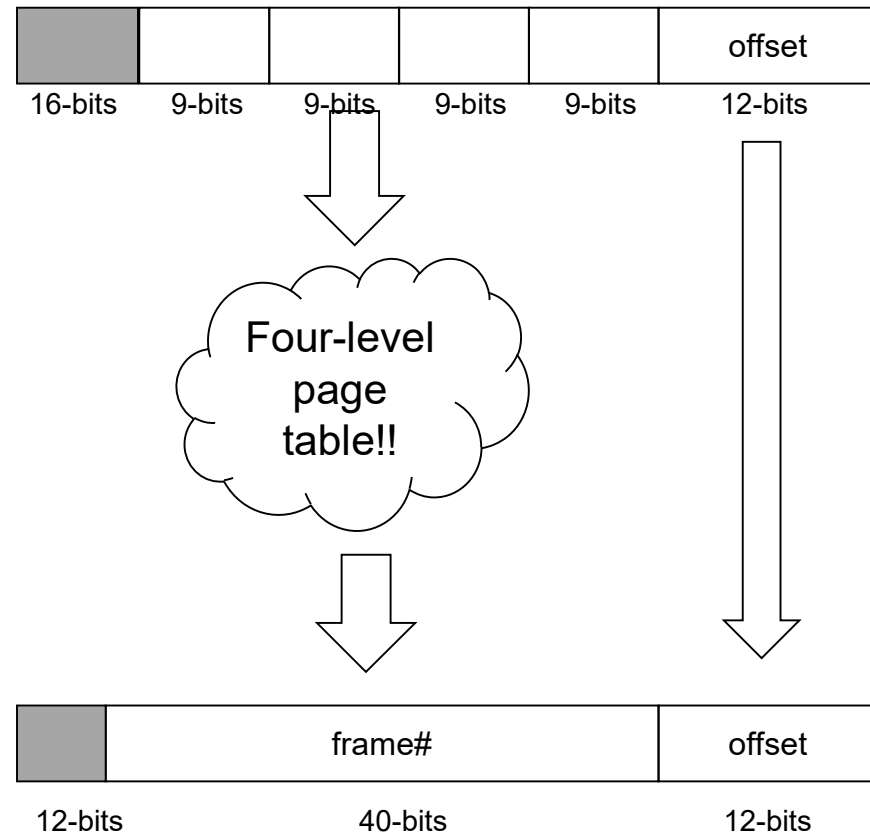 offset
16-bits 9-bits 9-bits 9-bits 9-bits 12-bits
Four-level
page
table!!
frame# offset
12-bits 40-bits 12-bits